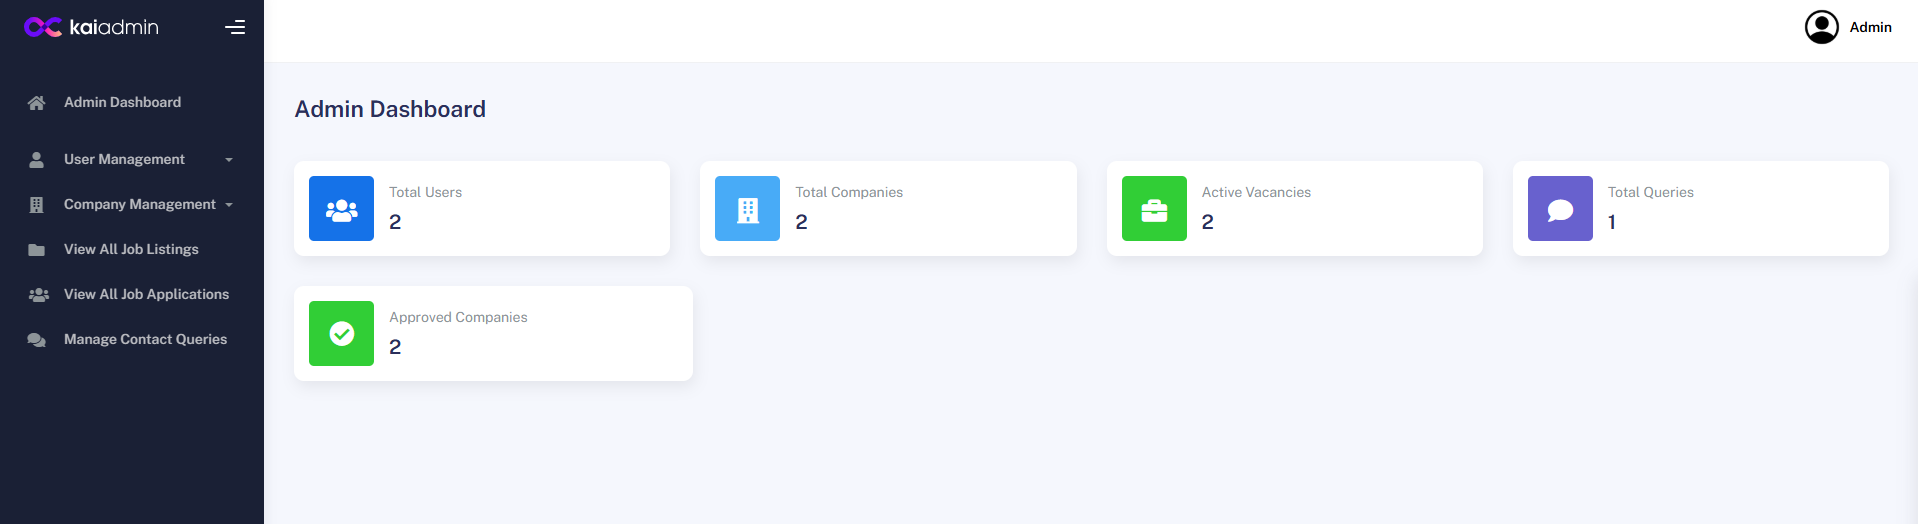 kaiadmin
Admin
Admin Dashboard
User Management
Company Management
View All Job Listings
View All Job Applications
Manage Contact Queries
Admin Dashboard
Total Users
2
Total Companies
2
Active Vacancies
2
Total Queries
1
Approved Companies
2